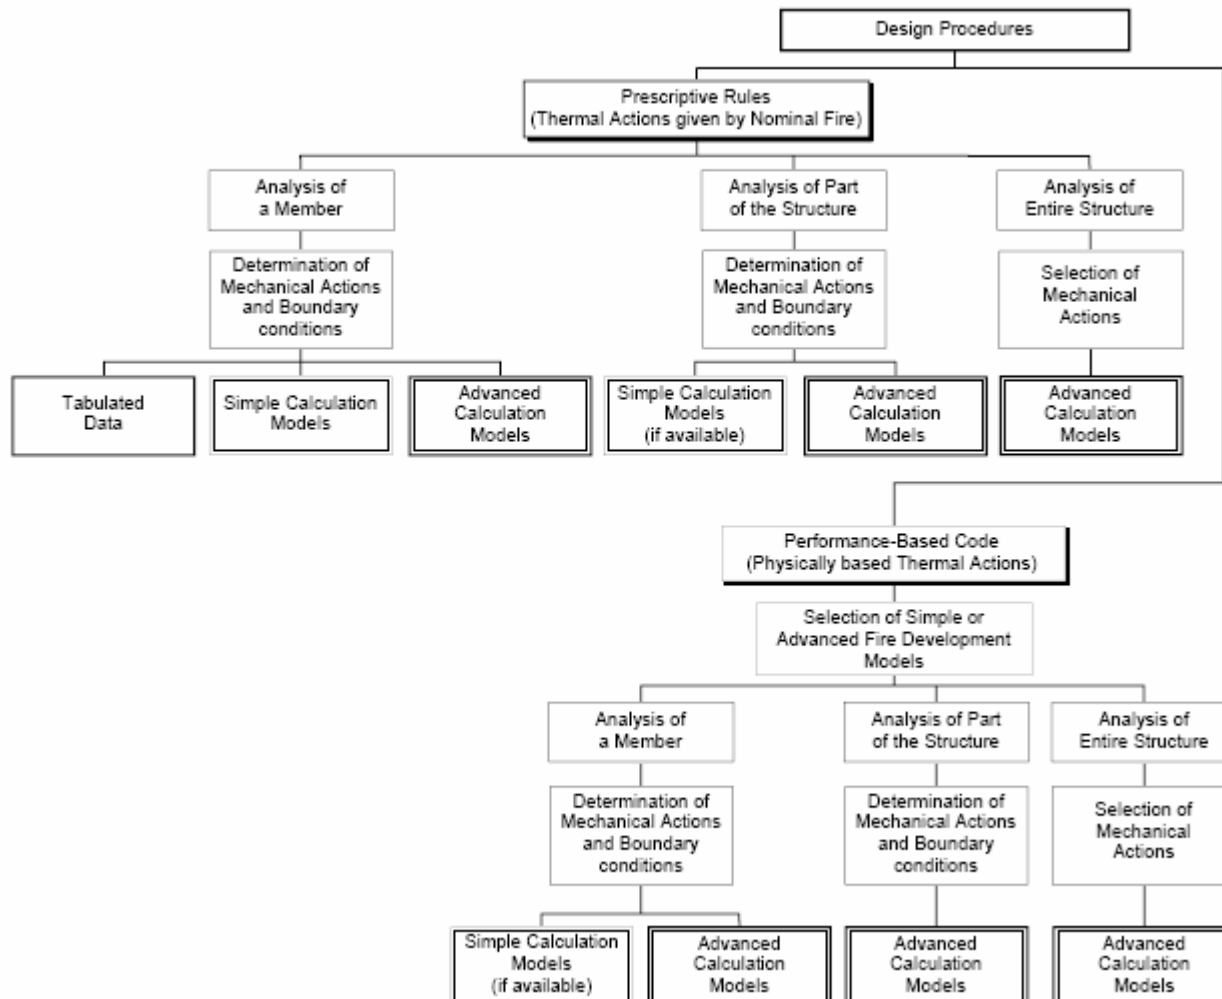 Design Procedures
Prescriptive Rules
(Thermal Actions given by Nominal Fire)
Analysis of
a Member
Analysis of Part
of the Structure
Analysis of
Entire Structure
Determination of
Mechanical Actions
and Boundary
conditions
Determination of
Mechanical Actions
and Boundary
conditions
Selection of
Mechanical
Actions
Tabulated
Data
Simple Calculation
Models
Advanced
Calculation
Models
Simple Calculation
Models
(if available)
Advanced
Calculation
Models
Advanced
Calculation
Models
Performance-Based Code
(Physically based Thermal Actions)
Selection of Simple or
Advanced Fire Development
Models
Analysis of
a Member
Analysis of Part
of the Structure
Analysis of
Entire Structure
Determination of
Mechanical Actions
and Boundary
conditions
Determination of
Mechanical Actions
and Boundary
conditions
Selection of
Mechanical
Actions
Simple Calculation
Models
(if available)
Advanced
Calculation
Models
Advanced
Calculation
Models
Advanced
Calculation
Models